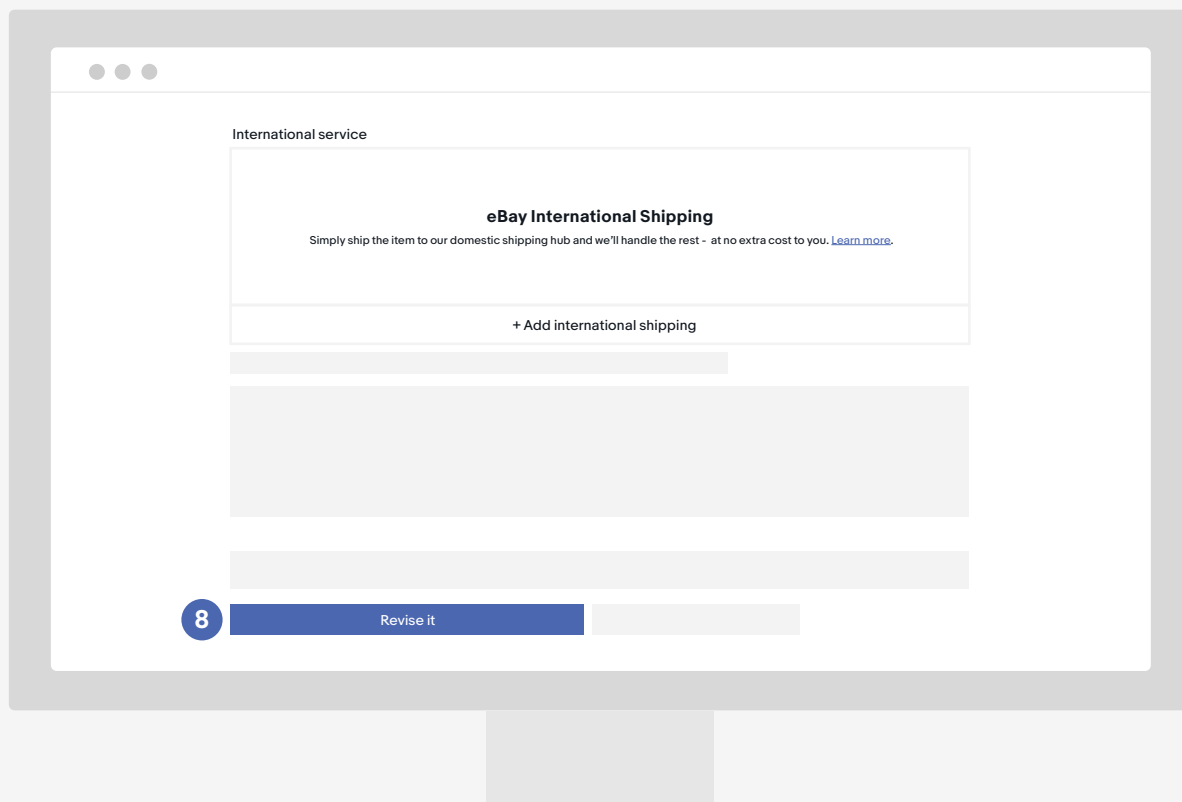 International service
eBay International Shipping
Simply ship the item to our domestic shipping hub and we'll handle the rest - at no extra cost to you. Learn more.
+ Add international shipping
8
Revise it